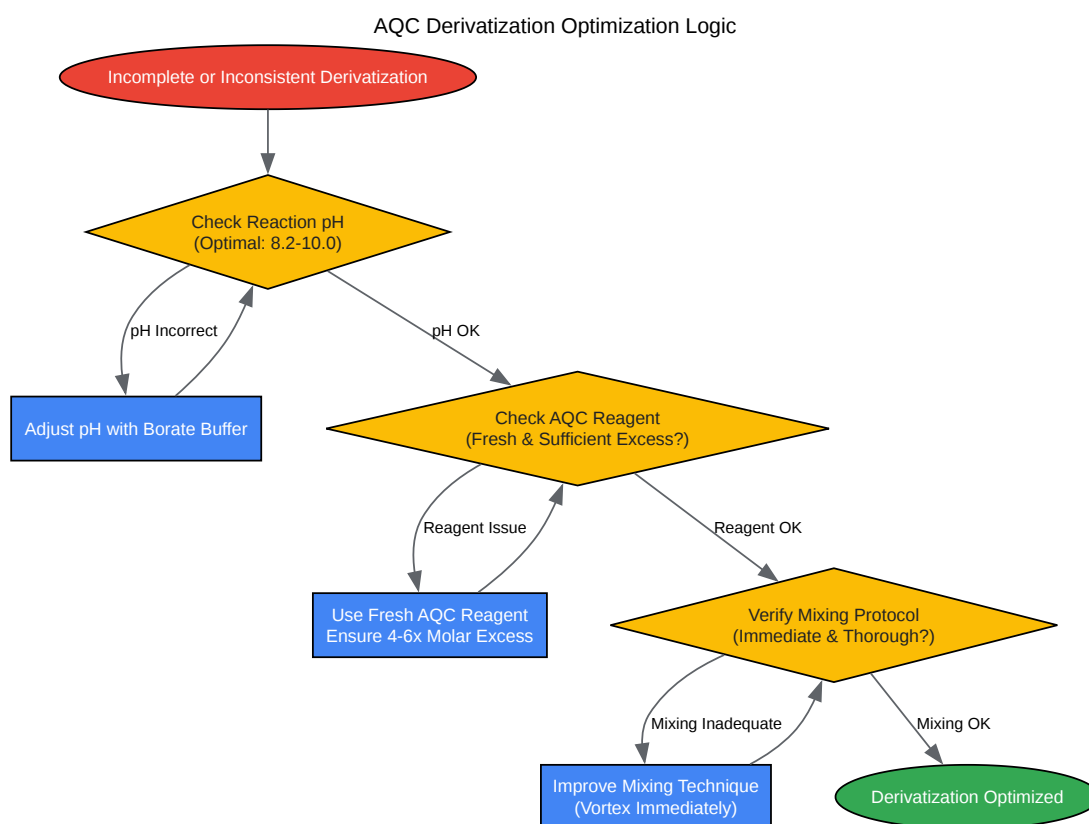 AQC Derivatization Optimization Logic
Incomplete or Inconsistent Derivatization
Check Reaction pH
(Optimal: 8.2-10.0)
pH Incorrect
pH OK
Adjust pH with Borate Buffer
Check AQC Reagent
(Fresh & Sufficient Excess?)
Reagent Issue
Reagent OK
Use Fresh AQC Reagent
Ensure 4-6x Molar Excess
Verify Mixing Protocol
(Immediate & Thorough?)
Mixing Inadequate
Mixing OK
Improve Mixing Technique
(Vortex Immediately)
Derivatization Optimized